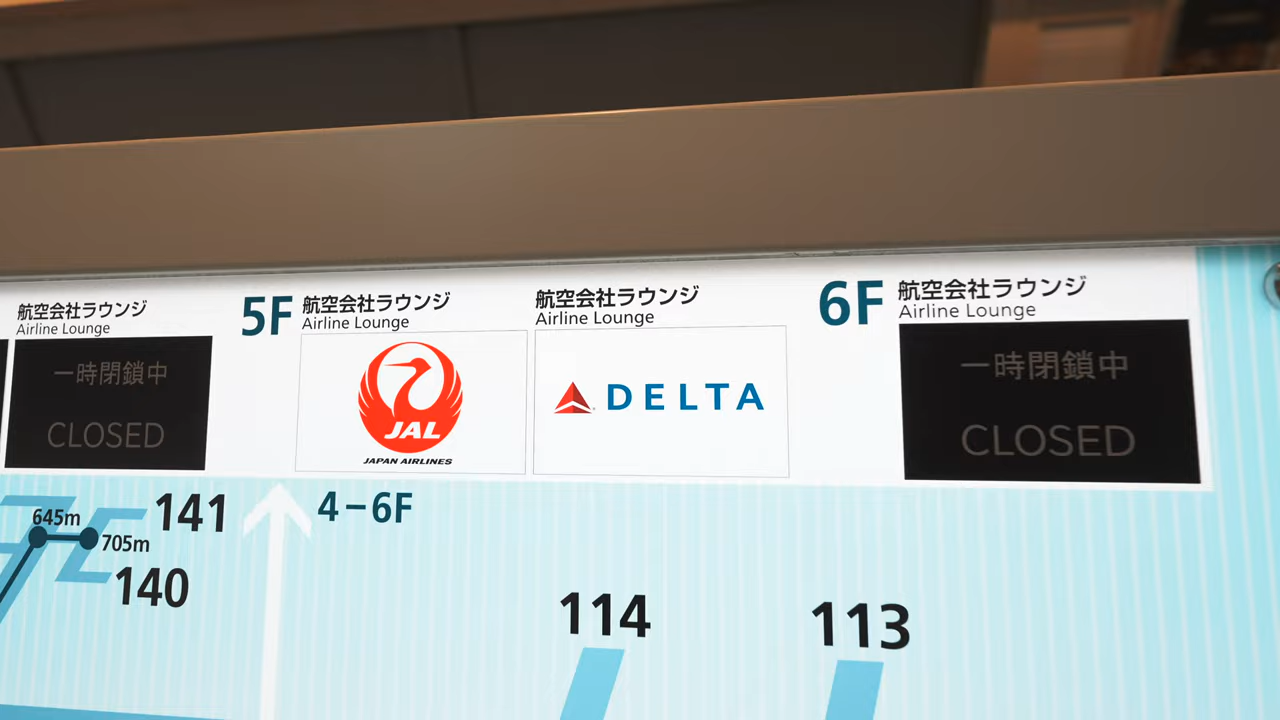 航空会社ラウンジ
Airline Lounge
一時閉鎖中
CLOSED
5F
航空会社ラウンジ
Airline Lounge
JAL
JAPAN AIRLINES
航空会社ラウンジ
Airline Lounge
DELTA
6F
航空会社ラウンジ
Airline Lounge
一時閉鎖中
CLOSED
4-6F
141
645m
705m
140
114
113